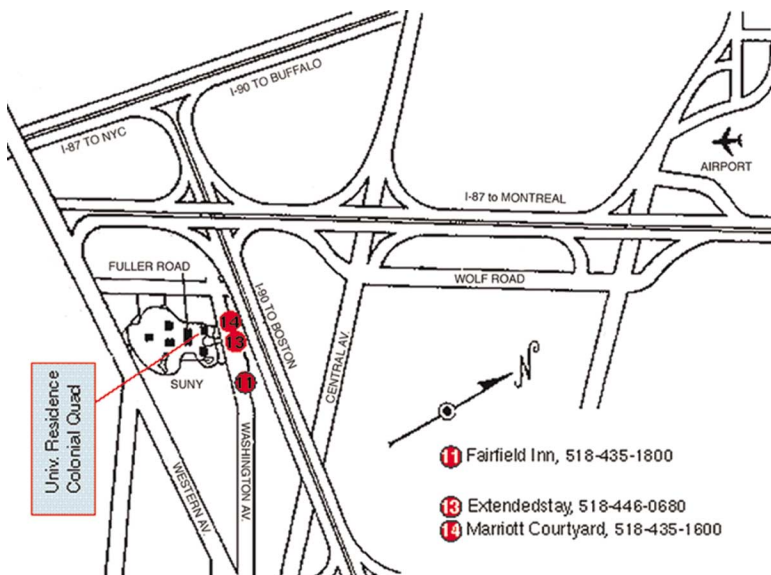 I-90 TO BUFFALO
I-87 TO NYC
AIRPORT
I-87 to MONTREAL
FULLER ROAD
WOLF ROAD
I-90 TO BOSTON
14
13
11
SUNY
CENTRAL AV.
Univ. Residence
Colonial Quad
WESTERN AV.
WASHINGTON AV.
N
11 Fairfield Inn, 518-435-1800
13 Extendedstay, 518-446-0680
14 Marriott Courtyard, 518-435-1600